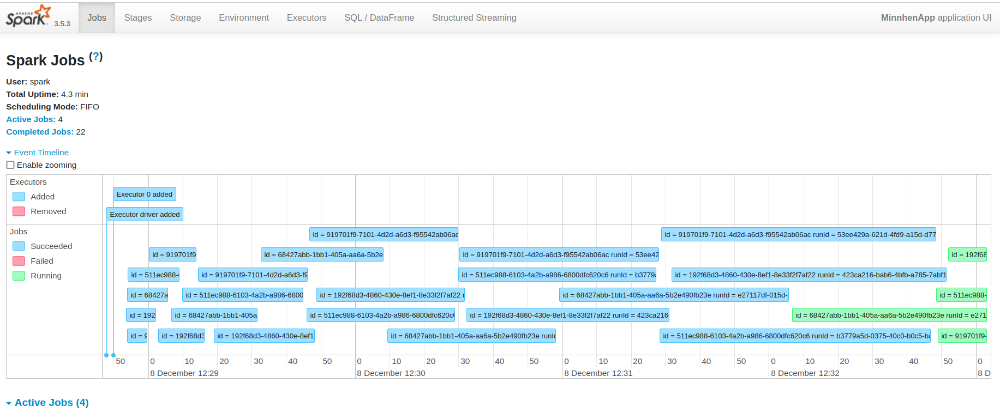 APACHE Spark 3.5.3 Jobs Stages Storage Environment Executors SQL / DataFrame Structured Streaming MinnhenApp application UI
Spark Jobs (?)
User: spark
Total Uptime: 4.3 min
Scheduling Mode: FIFO
Active Jobs: 4
Completed Jobs: 22
Event Timeline
Enable zooming
Executors
Added
Removed
Executor 0 added
Executor driver added
Jobs
Succeeded
Failed
Running
id = 919701f9-7101-4d2d-a6d3-f95542ab06ac id = 919701f9-7101-4d2d-a6d3-f95542ab06ac runId = 53ee429a-621d-4fd9-a15d-d77
id = 919701f9 id = 68427abb-1bb1-405a-aa6a-5b2e id = 919701f9-7101-4d2d-a6d3-f95542ab06ac runId = 53ee42 id = 192f68
id = 511ec988- id = 919701f9-7101-4d2d-a6d3-f9 id = 511ec988-6103-4a2b-a986-6800dfc620c6 runId = b3779a id = 192f68d3-4860-430e-8ef1-8e33f2f7af22 runId = 423ca216-bab6-4bfb-a785-7abf1
id = 68427a id = 511ec988-6103-4a2b-a986-6800 id = 192f68d3-4860-430e-8ef1-8e33f2f7af22 r id = 68427abb-1bb1-405a-aa6a-5b2e490fb23e runId = e27117df-015d- id = 511ec988-
id = 192 id = 68427abb-1bb1-405a id = 511ec988-6103-4a2b-a986-6800dfc620c6 id = 192f68d3-4860-430e-8ef1-8e33f2f7af22 runId = 423ca216 id = 68427abb-1bb1-405a-aa6a-5b2e490fb23e runId = e271
id = 9 id = 192f68d3 id = 192f68d3-4860-430e-8ef1 id = 68427abb-1bb1-405a-aa6a-5b2e490fb23e runId id = 511ec988-6103-4a2b-a986-6800dfc620c6 runId = b3779a5d-0375-40c0-b0c5-ba id = 919701f9-
50 0 10 20 30 40 50 0 10 20 30 40 50 0 10 20 30 40 50 0 10 20 30 40 50 0
8 December 12:29 8 December 12:30 8 December 12:31 8 December 12:32 8 D
Active Jobs (4)